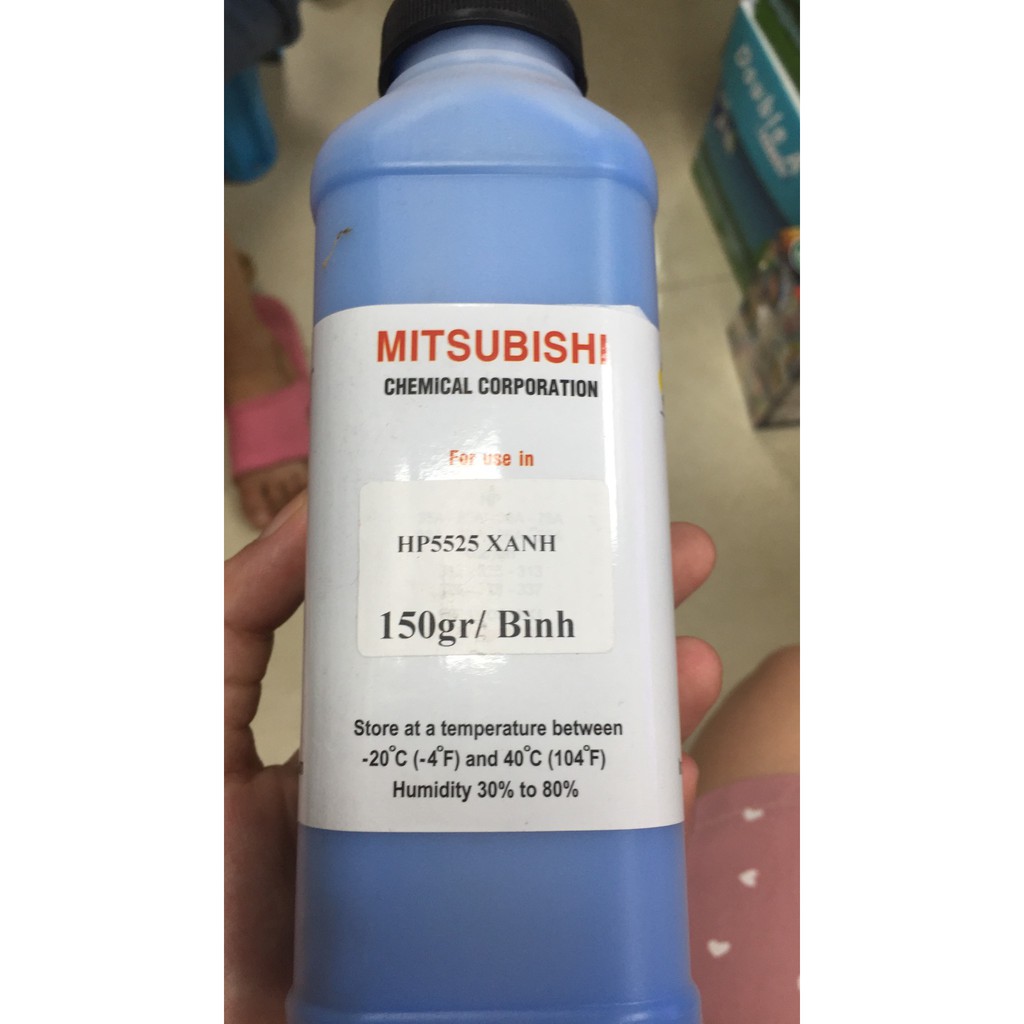 Double A
MITSUBISHI
CHEMiCAL CORPORATION
For use in
HP5525 XANH
150gr/ Bình
Store at a temperature between
-20°C (-4°F) and 40°C (104°F)
Humidity 30% to 80%